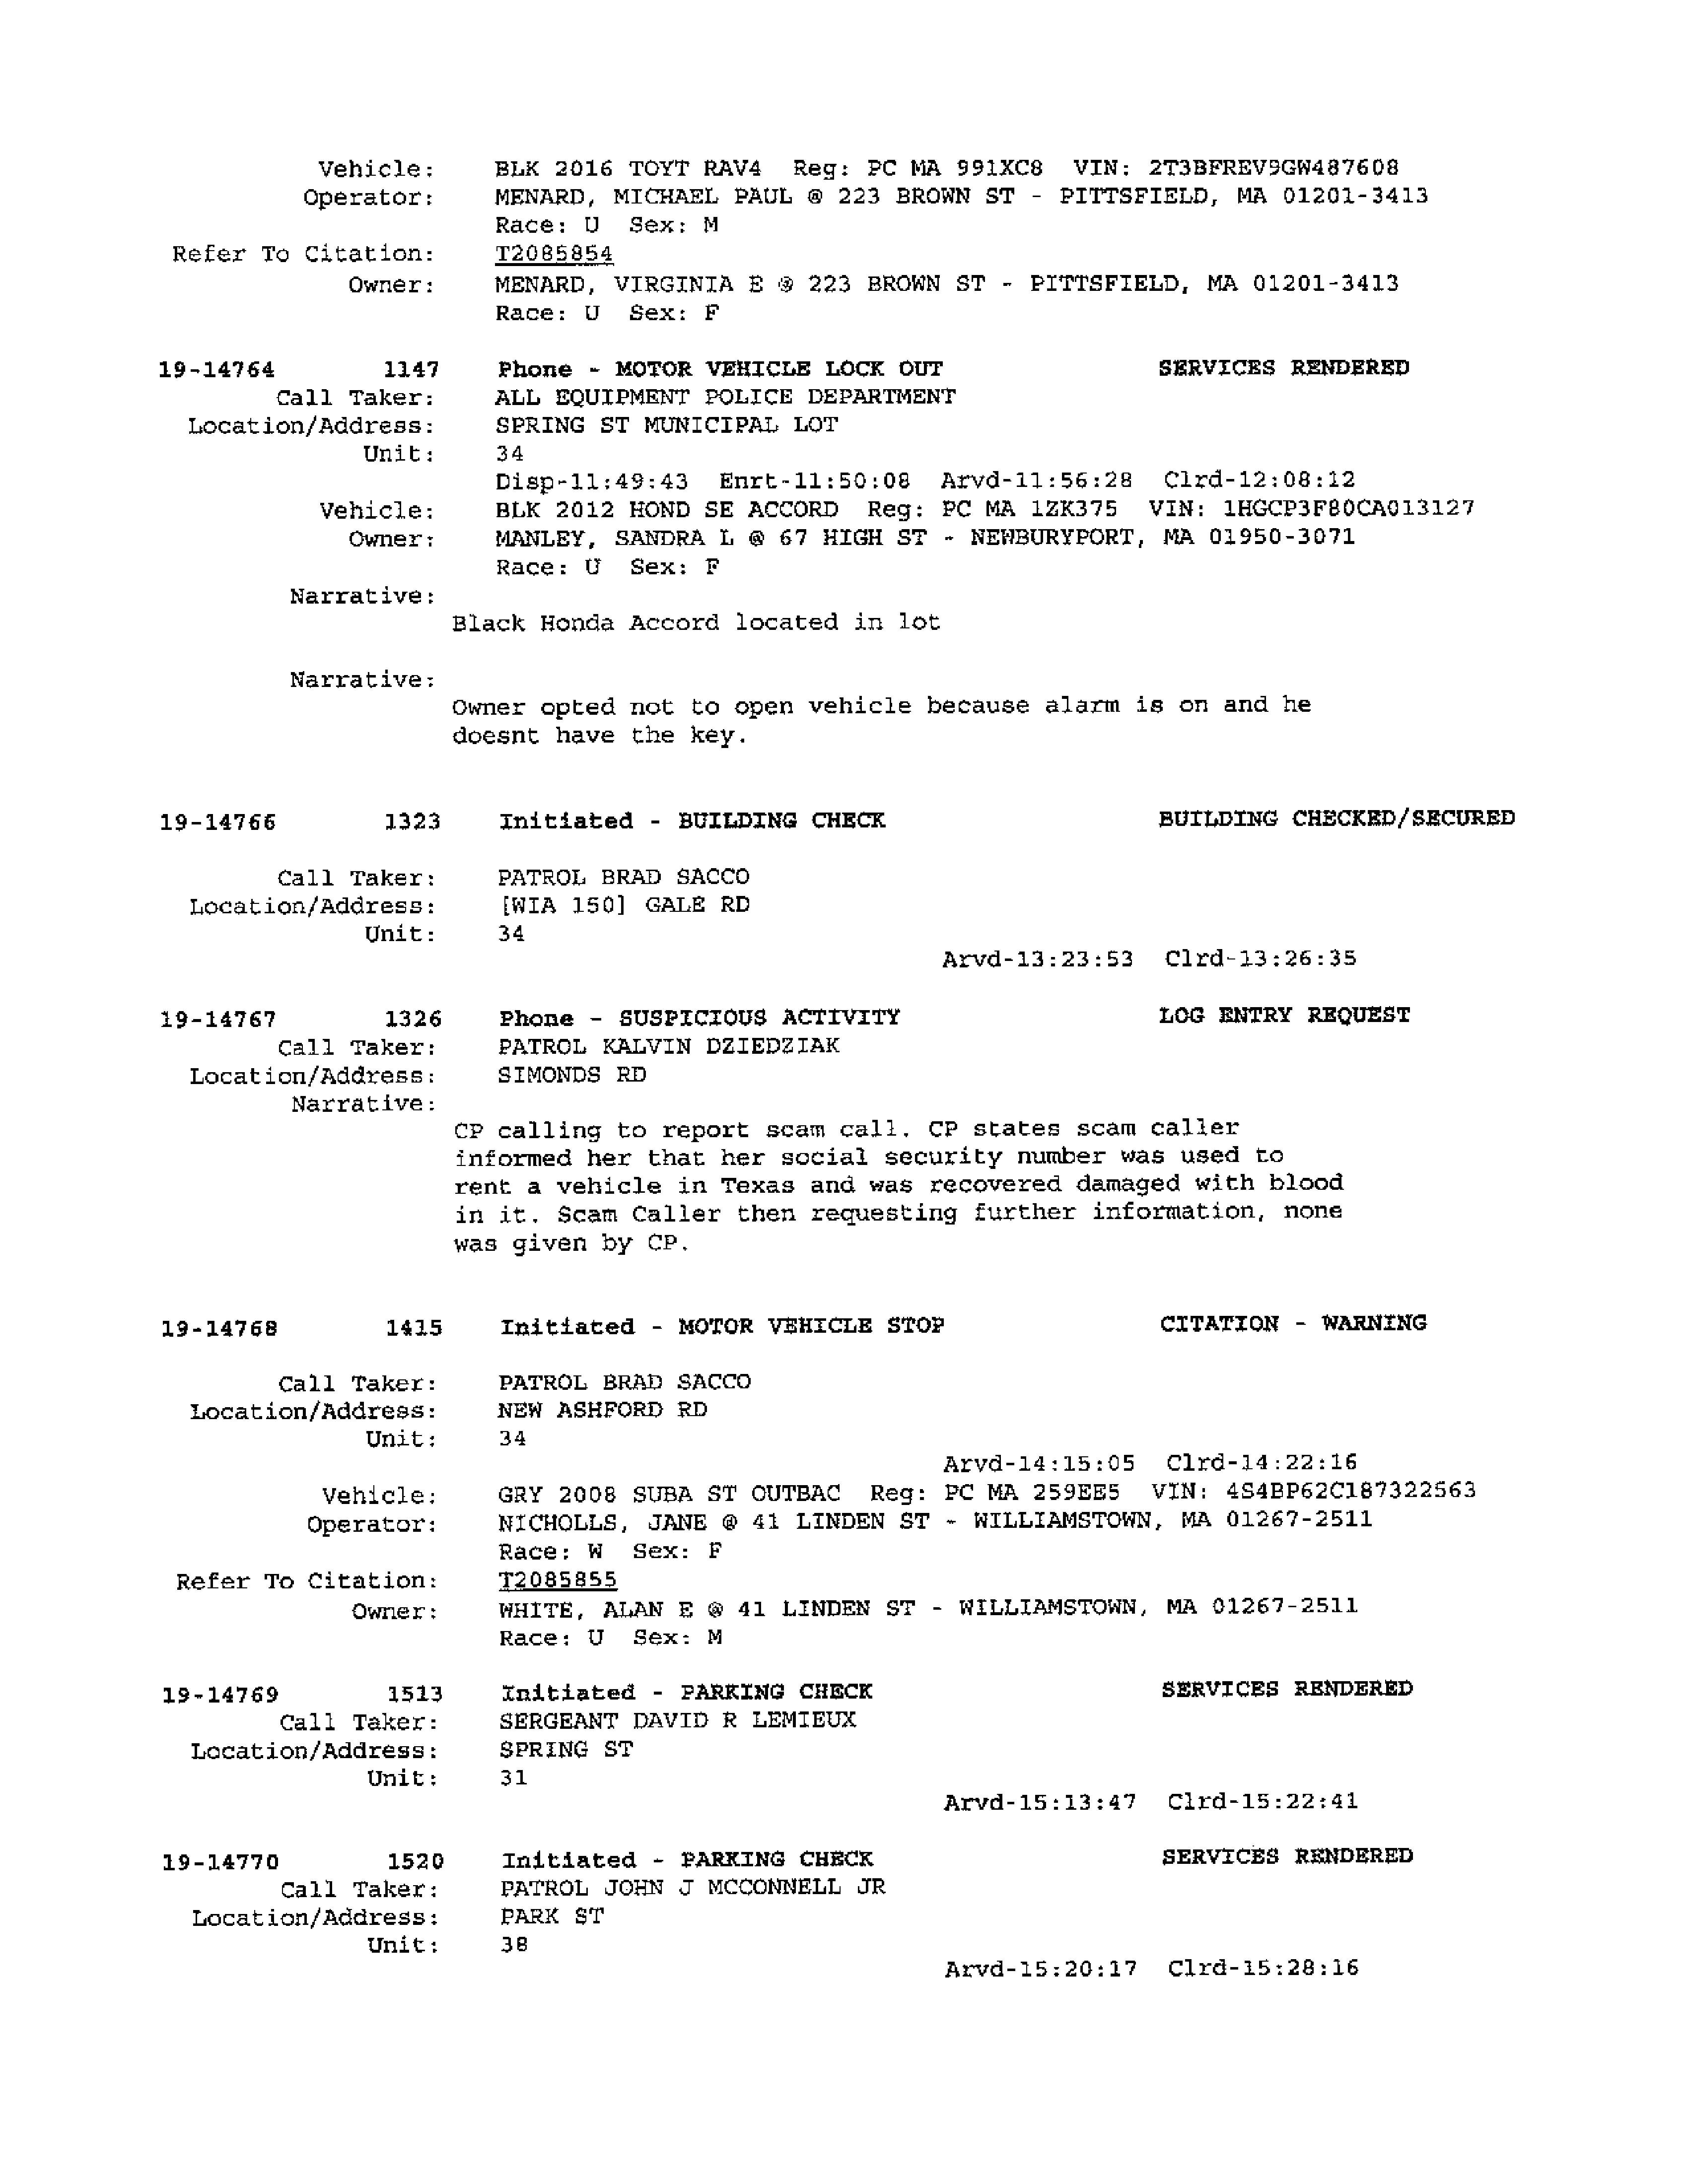 Vehicle: BLK 2016 TOYT RAV4 Reg: PC MA 991XC8 VIN: 2T3BFREV9GW487608
Operator: MENARD, MICHAEL PAUL @ 223 BROWN ST - PITTSFIELD, MA 01201-3413
Race: U Sex: M
Refer To Citation: T2085854
Owner: MENARD, VIRGINIA E @ 223 BROWN ST - PITTSFIELD, MA 01201-3413
Race: U Sex: F
19-14764 1147 Phone - MOTOR VEHICLE LOCK OUT SERVICES RENDERED
Call Taker: ALL EQUIPMENT POLICE DEPARTMENT
Location/Address: SPRING ST MUNICIPAL LOT
Unit: 34
Disp-11:49:43 Enrt-11:50:08 Arvd-11:56:28 Clrd-12:08:12
Vehicle: BLK 2012 HOND SE ACCORD Reg: PC MA 1ZK375 VIN: 1HGCP3F80CA013127
Owner: MANLEY, SANDRA L @ 67 HIGH ST - NEWBURYPORT, MA 01950-3071
Race: U Sex: F
Narrative:
Black Honda Accord located in lot
Narrative:
Owner opted not to open vehicle because alarm is on and he
doesnt have the key.
19-14766 1323 Initiated - BUILDING CHECK BUILDING CHECKED/SECURED
Call Taker: PATROL BRAD SACCO
Location/Address: [WIA 150] GALE RD
Unit: 34
Arvd-13:23:53 Clrd-13:26:35
19-14767 1326 Phone - SUSPICIOUS ACTIVITY LOG ENTRY REQUEST
Call Taker: PATROL KALVIN DZIEDZIAK
Location/Address: SIMONDS RD
Narrative:
CP calling to report scam call. CP states scam caller
informed her that her social security number was used to
rent a vehicle in Texas and was recovered damaged with blood
in it. Scam Caller then requesting further information, none
was given by CP.
19-14768 1415 Initiated - MOTOR VEHICLE STOP CITATION - WARNING
Call Taker: PATROL BRAD SACCO
Location/Address: NEW ASHFORD RD
Unit: 34
Arvd-14:15:05 Clrd-14:22:16
Vehicle: GRY 2008 SUBA ST OUTBAC Reg: PC MA 259EE5 VIN: 4S4BP62C187322563
Operator: NICHOLLS, JANE @ 41 LINDEN ST - WILLIAMSTOWN, MA 01267-2511
Race: W Sex: F
Refer To Citation: T2085855
Owner: WHITE, ALAN E @ 41 LINDEN ST - WILLIAMSTOWN, MA 01267-2511
Race: U Sex: M
19-14769 1513 Initiated - PARKING CHECK SERVICES RENDERED
Call Taker: SERGEANT DAVID R LEMIEUX
Location/Address: SPRING ST
Unit: 31
Arvd-15:13:47 Clrd-15:22:41
19-14770 1520 Initiated - PARKING CHECK SERVICES RENDERED
Call Taker: PATROL JOHN J MCCONNELL JR
Location/Address: PARK ST
Unit: 38
Arvd-15:20:17 Clrd-15:28:16